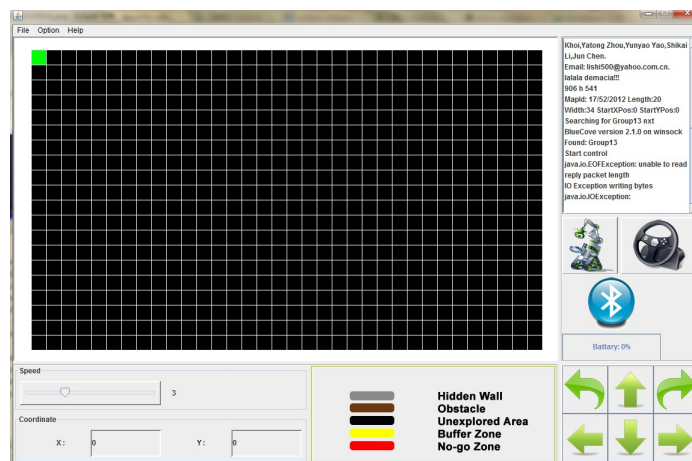 File Option Help
Khoi,Yatong Zhou,Yunyao Yao,Shikai
Li,Jun Chen.
Email: lishi500@yahoo.com.cn.
lalala demacia!!!
906 h 541
MapId: 17/52/2012 Length:20
Width:34 StartXPos:0 StartYPos:0
Searching for Group13 nxt
BlueCove version 2.1.0 on winsock
Found: Group13
Start control
java.io.EOFException: unable to read
reply packet length
IO Exception writing bytes
java.io.IOException:
Battary: 0%
Speed
3
Coordinate
X :
0
Y :
0
Hidden Wall
Obstacle
Unexplored Area
Buffer Zone
No-go Zone